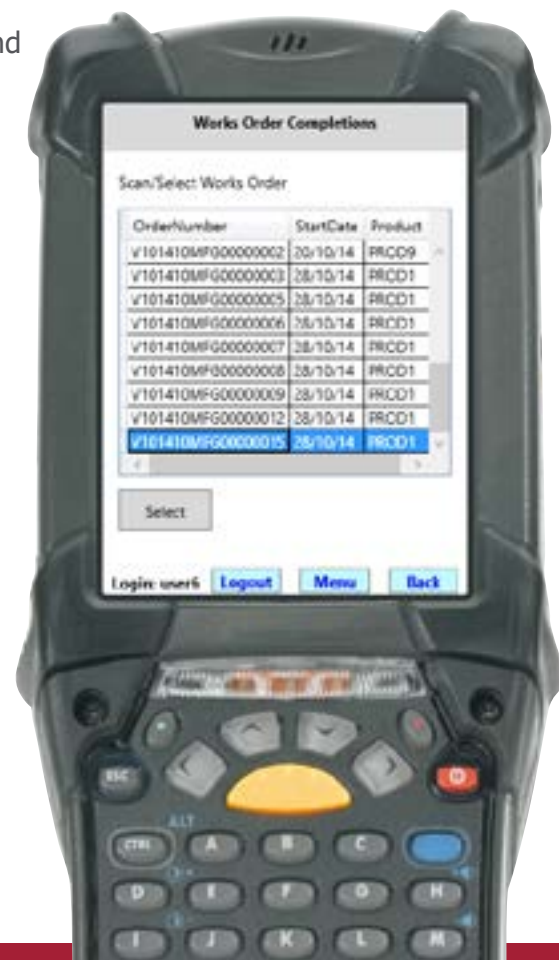 nd
Works Order Completions
Scan/Select Works Order
OrderNumber StartDate Product
V101410MFG00000002 20/10/14 PROD9
V101410MFG00000003 28/10/14 PROD1
V101410MFG00000005 28/10/14 PROD1
V101410MFG00000006 28/10/14 PROD1
V101410MFG00000007 28/10/14 PROD1
V101410MFG00000008 28/10/14 PROD1
V101410MFG00000009 28/10/14 PROD1
V101410MFG00000012 28/10/14 PROD1
V101410MFG00000015 28/10/14 PROD1
Select
Login: user6 Logout Menu Back
ESC
ALT
CTRL A B C
D E F G H
I J K L M